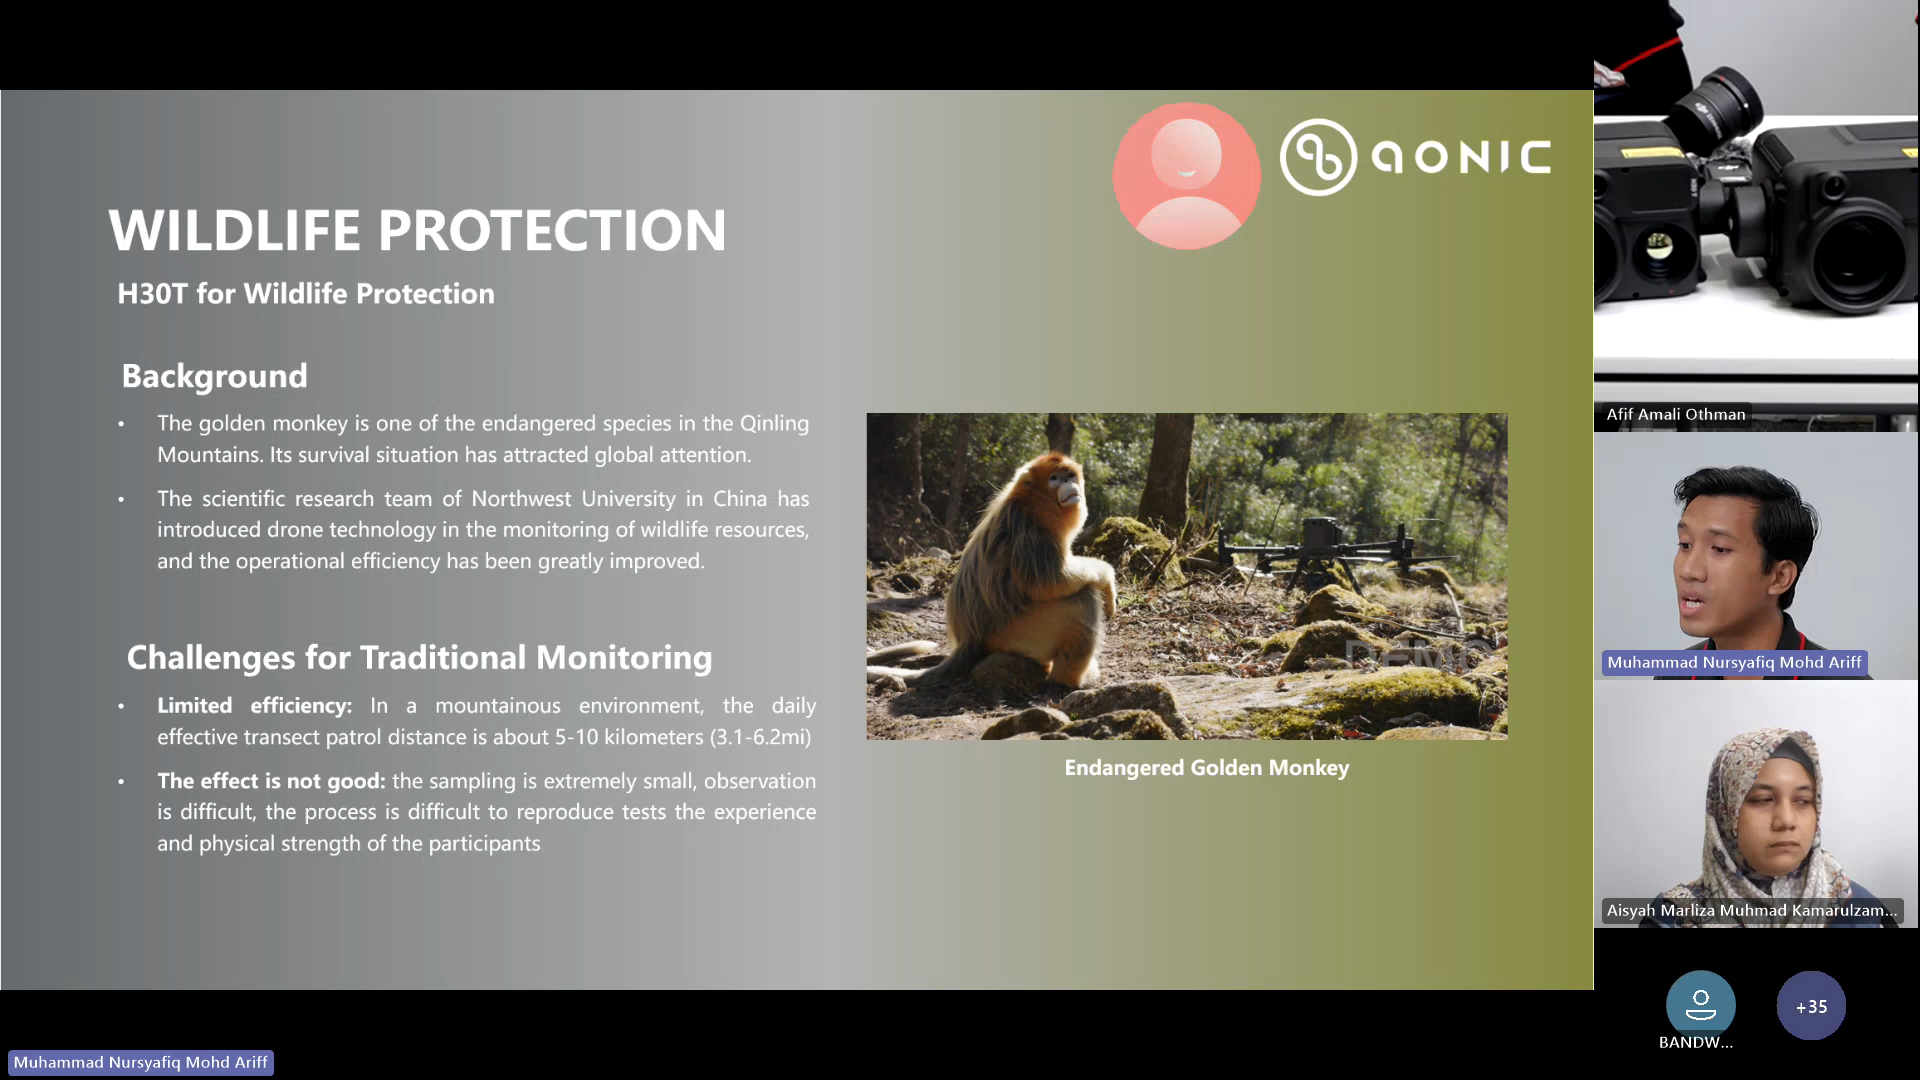 aonic
WILDLIFE PROTECTION
H30T for Wildlife Protection
Background
• The golden monkey is one of the endangered species in the Qinling
Mountains. Its survival situation has attracted global attention.
• The scientific research team of Northwest University in China has
introduced drone technology in the monitoring of wildlife resources,
and the operational efficiency has been greatly improved.
Challenges for Traditional Monitoring
• Limited efficiency: In a mountainous environment, the daily
effective transect patrol distance is about 5-10 kilometers (3.1-6.2mi)
• The effect is not good: the sampling is extremely small, observation
is difficult, the process is difficult to reproduce tests the experience
and physical strength of the participants
DEMO
Endangered Golden Monkey
Afif Amali Othman
Muhammad Nursyafiq Mohd Ariff
Aisyah Marliza Muhmad Kamarulzam...
BANDW...
+35
Muhammad Nursyafiq Mohd Ariff